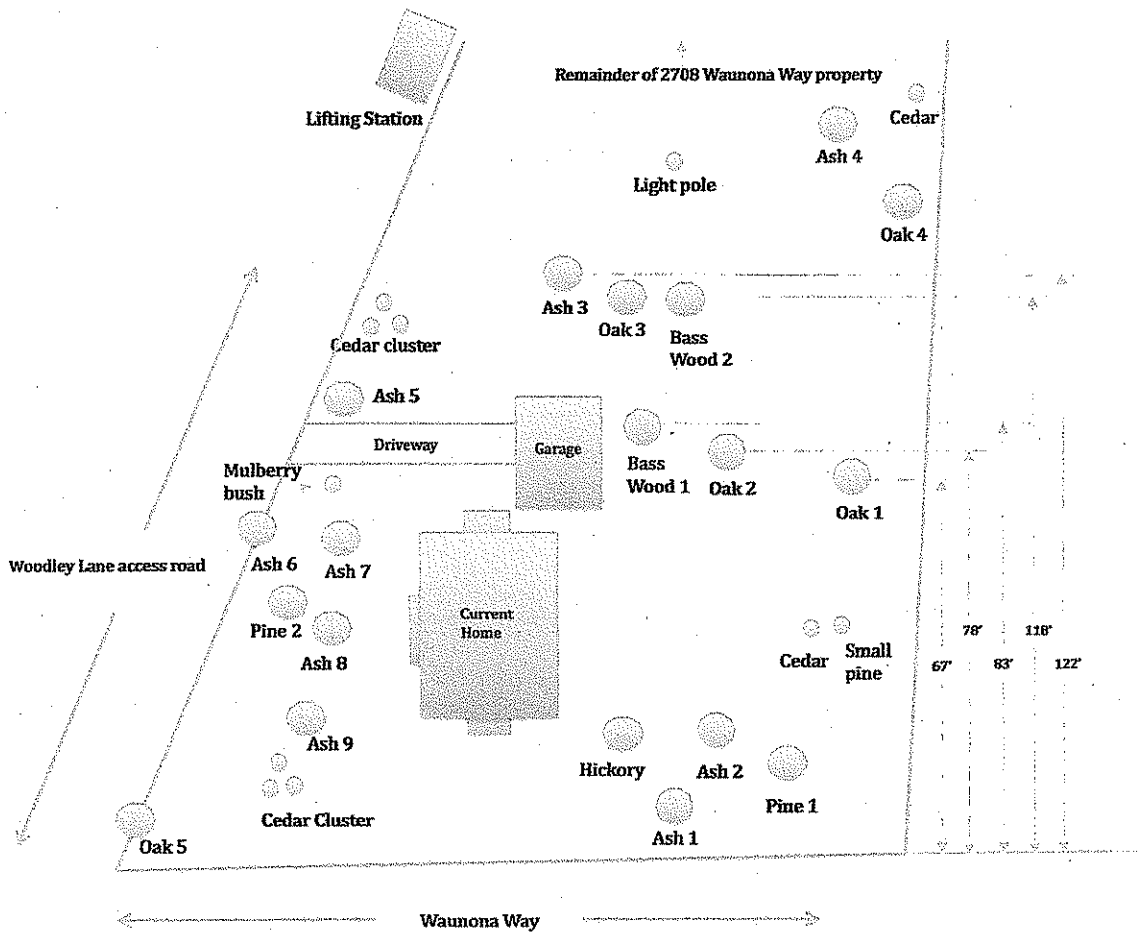 Remainder of 2708 Waunona Way property
Lifting Station
Cedar
Ash 4
Light pole
Oak 4
Ash 3
Oak 3
Bass
Wood 2
Cedar cluster
Ash 5
Driveway
Garage
Mulberry
bush
Bass
Wood 1
Oak 2
Oak 1
Ash 6
Ash 7
Woodley Lane access road
Pine 2
Ash 8
Current
Home
Cedar
Small
pine
78'
118'
67'
83'
122'
Ash 9
Hickory
Ash 2
Pine 1
Cedar Cluster
Ash 1
Oak 5
Waunona Way